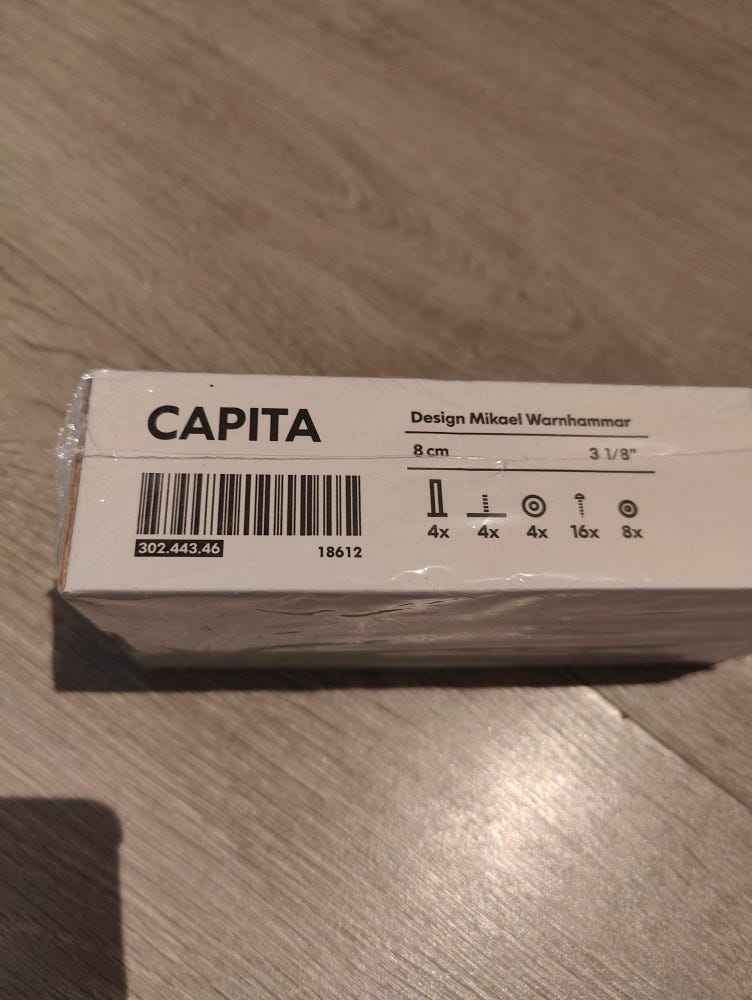 CAPITA
302.443.46 18612
Design Mikael Warnhammar
8 cm 3 1/8"
4x 4x 4x 16x 8x